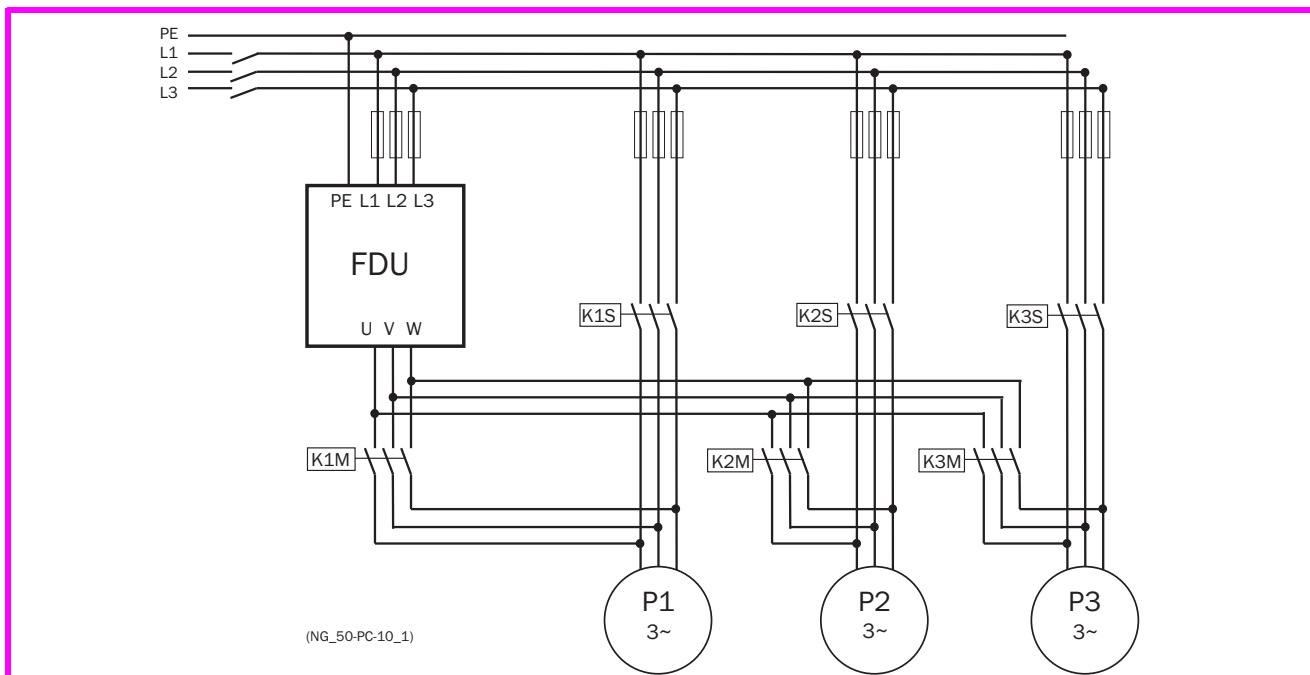 PE
L1
L2
L3
PE L1 L2 L3
FDU
U V W
K1S
K2S
K3S
K1M
K2M
K3M
P1
3~
P2
3~
P3
3~
(NG_50-PC-10_1)